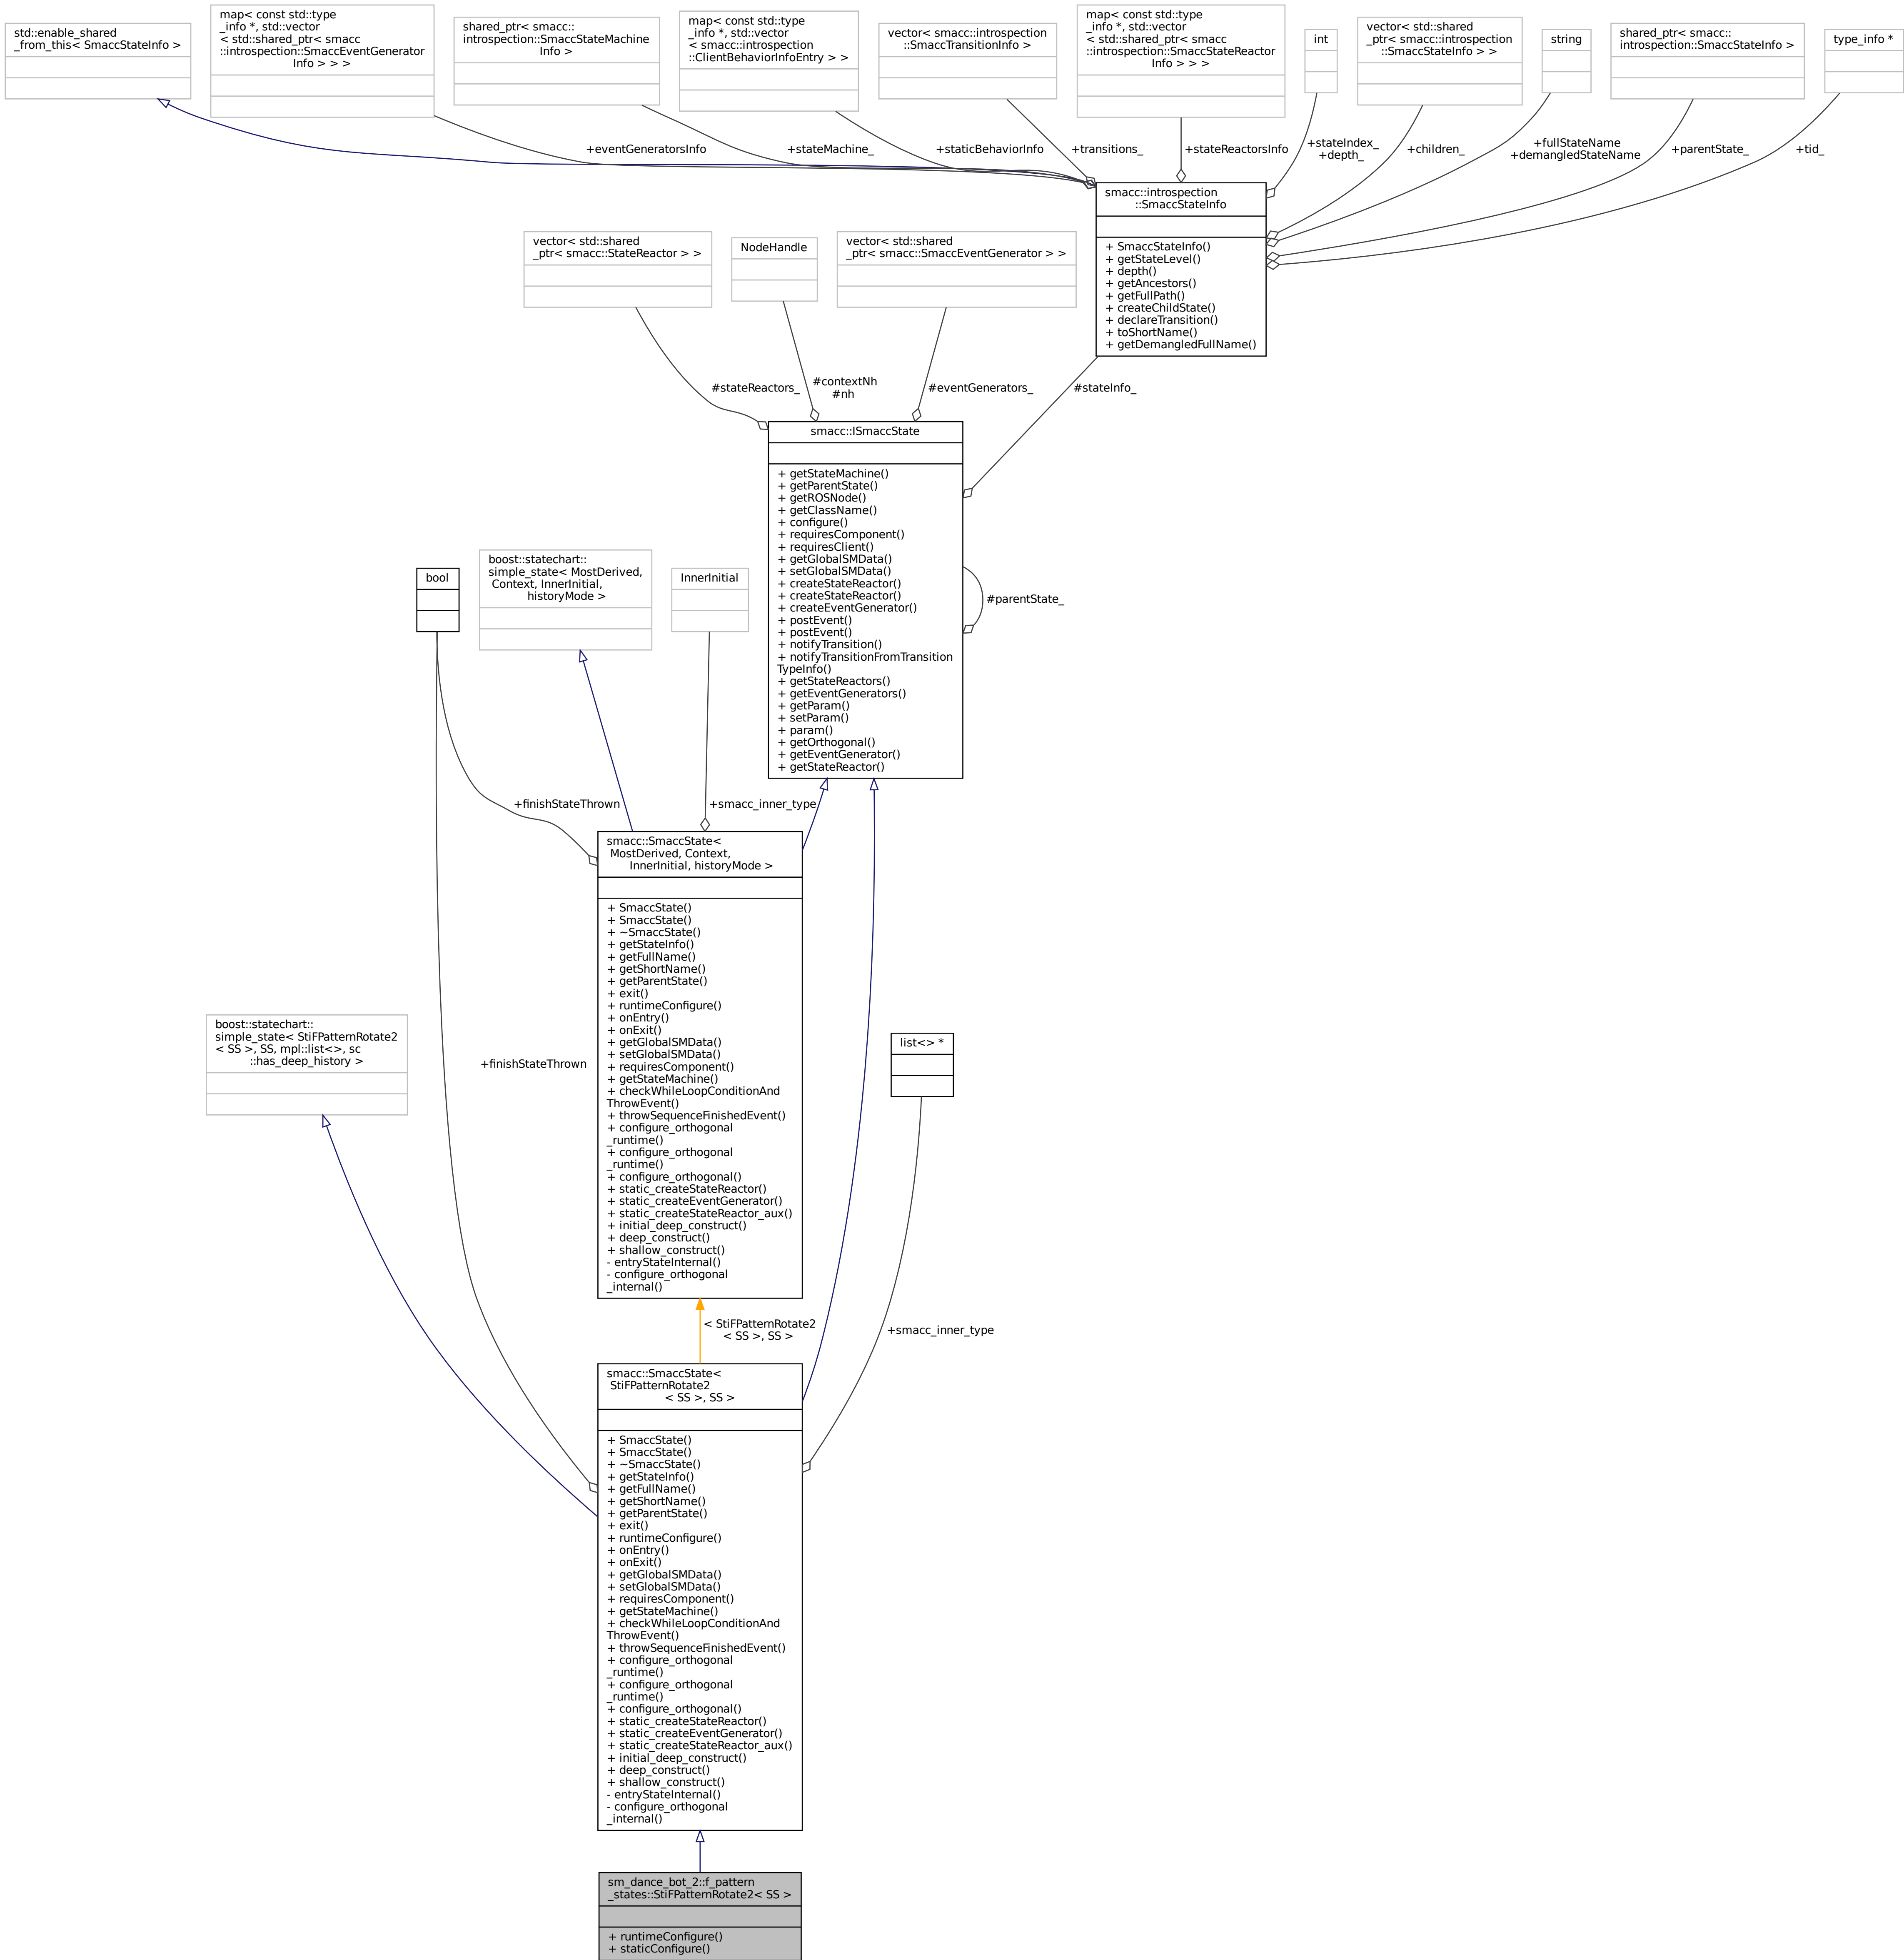 std::enable_shared
_from_this< SmaccStateInfo >
map< const std::type
_info *, std::vector
< std::shared_ptr< smacc
::introspection::SmaccEventGenerator
Info > > >
shared_ptr< smacc::
introspection::SmaccStateMachine
Info >
map< const std::type
_info *, std::vector
< smacc::introspection
::ClientBehaviorInfoEntry > >
vector< smacc::introspection
::SmaccTransitionInfo >
map< const std::type
_info *, std::vector
< std::shared_ptr< smacc
::introspection::SmaccStateReactor
Info > > >
int
vector< std::shared
_ptr< smacc::introspection
::SmaccStateInfo > >
string
shared_ptr< smacc::
introspection::SmaccStateInfo >
type_info *
+eventGeneratorsInfo
+stateMachine_
+staticBehaviorInfo
+transitions_
+stateReactorsInfo
+stateIndex_
+depth_
+children_
+fullStateName
+demangledStateName
+parentState_
+tid_
smacc::introspection
::SmaccStateInfo
+ SmaccStateInfo()
+ getStateLevel()
+ depth()
+ getAncestors()
+ getFullPath()
+ createChildState()
+ declareTransition()
+ toShortName()
+ getDemangledFullName()
vector< std::shared
_ptr< smacc::StateReactor > >
NodeHandle
vector< std::shared
_ptr< smacc::SmaccEventGenerator > >
#stateReactors_
#contextNh
#nh
#eventGenerators_
#stateInfo_
smacc::ISmaccState
+ getStateMachine()
+ getParentState()
+ getROSNode()
+ getClassName()
+ configure()
+ requiresComponent()
+ requiresClient()
+ getGlobalSMData()
+ setGlobalSMData()
+ createStateReactor()
+ createStateReactor()
+ createEventGenerator()
+ postEvent()
+ postEvent()
+ notifyTransition()
+ notifyTransitionFromTransition
TypeInfo()
+ getStateReactors()
+ getEventGenerators()
+ getParam()
+ setParam()
+ param()
+ getOrthogonal()
+ getEventGenerator()
+ getStateReactor()
#parentState_
bool
boost::statechart::
simple_state< MostDerived,
Context, InnerInitial,
historyMode >
InnerInitial
+finishStateThrown
+smacc_inner_type
smacc::SmaccState<
MostDerived, Context,
InnerInitial, historyMode >
+ SmaccState()
+ SmaccState()
+ ~SmaccState()
+ getStateInfo()
+ getFullName()
+ getShortName()
+ getParentState()
+ exit()
+ runtimeConfigure()
+ onEntry()
+ onExit()
+ getGlobalSMData()
+ setGlobalSMData()
+ requiresComponent()
+ getStateMachine()
+ checkWhileLoopConditionAnd
ThrowEvent()
+ throwSequenceFinishedEvent()
+ configure_orthogonal
_runtime()
+ configure_orthogonal
_runtime()
+ configure_orthogonal()
+ static_createStateReactor()
+ static_createEventGenerator()
+ static_createStateReactor_aux()
+ initial_deep_construct()
+ deep_construct()
+ shallow_construct()
- entryStateInternal()
- configure_orthogonal
_internal()
boost::statechart::
simple_state< StiFPatternRotate2
< SS >, SS, mpl::list<>, sc
::has_deep_history >
+finishStateThrown
list<> *
< StiFPatternRotate2
< SS >, SS >
+smacc_inner_type
smacc::SmaccState<
StiFPatternRotate2
< SS >, SS >
+ SmaccState()
+ SmaccState()
+ ~SmaccState()
+ getStateInfo()
+ getFullName()
+ getShortName()
+ getParentState()
+ exit()
+ runtimeConfigure()
+ onEntry()
+ onExit()
+ getGlobalSMData()
+ setGlobalSMData()
+ requiresComponent()
+ getStateMachine()
+ checkWhileLoopConditionAnd
ThrowEvent()
+ throwSequenceFinishedEvent()
+ configure_orthogonal
_runtime()
+ configure_orthogonal
_runtime()
+ configure_orthogonal()
+ static_createStateReactor()
+ static_createEventGenerator()
+ static_createStateReactor_aux()
+ initial_deep_construct()
+ deep_construct()
+ shallow_construct()
- entryStateInternal()
- configure_orthogonal
_internal()
sm_dance_bot_2::f_pattern
_states::StiFPatternRotate2< SS >
+ runtimeConfigure()
+ staticConfigure()